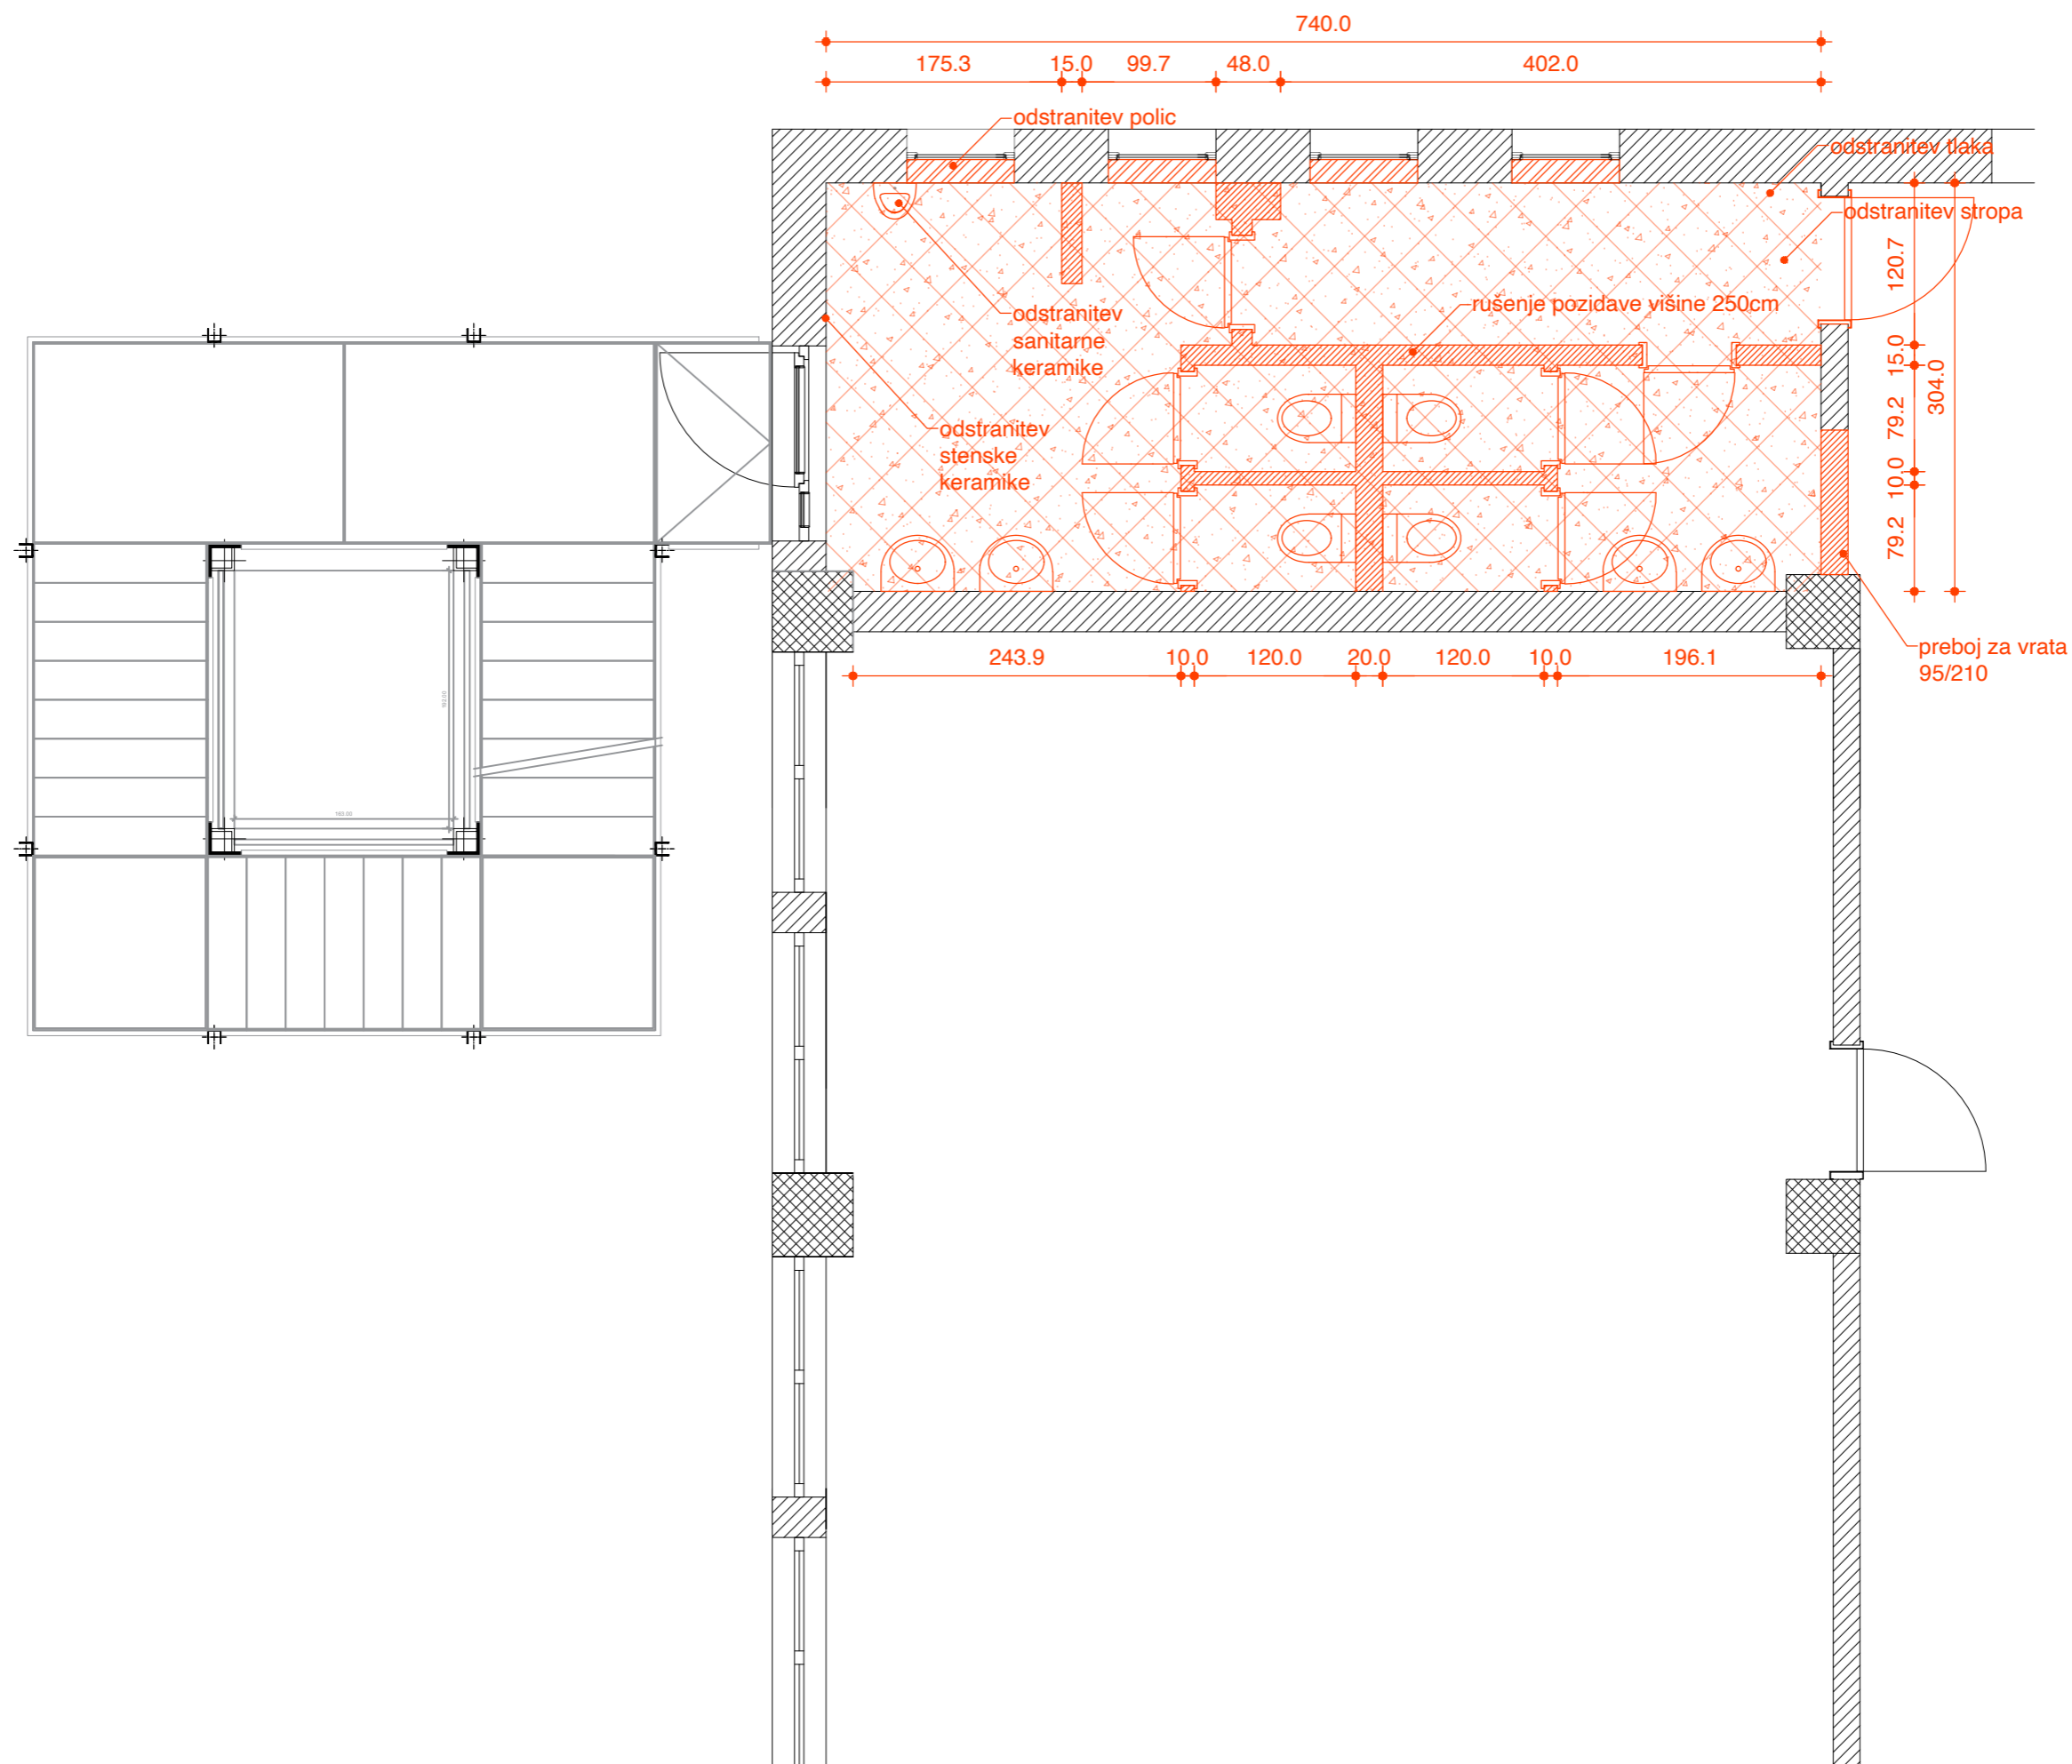 740.0
175.3 15.0 99.7 48.0 402.0
odstranitev polic
odstranitev tlaka
odstranitev stropa
120.7
rušenje pozidave višine 250cm
odstranitev
sanitarne
keramike
15.0
304.0
79.2
odstranitev
stenske
keramike
10.0
79.2
preboj za vrata
95/210
243.9 10.0 120.0 20.0 120.0 10.0 196.1